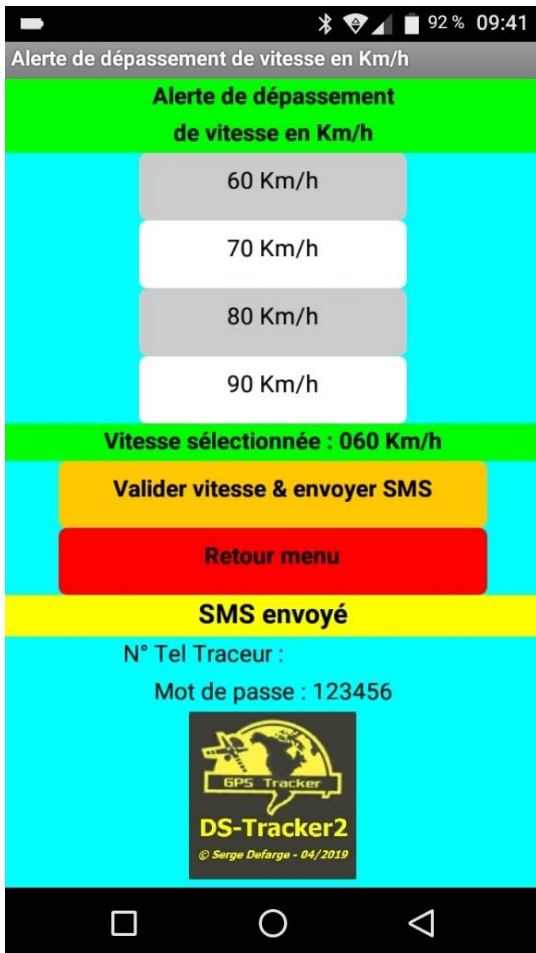 92 % 09:41
Alerte de dépassement de vitesse en Km/h
Alerte de dépassement
de vitesse en Km/h
60 Km/h
70 Km/h
80 Km/h
90 Km/h
Vitesse sélectionnée : 060 Km/h
Valider vitesse & envoyer SMS
Retour menu
SMS envoyé
N° Tel Traceur :
Mot de passe : 123456
GPS Tracker
DS-Tracker2
© Serge Defarge - 04/2019